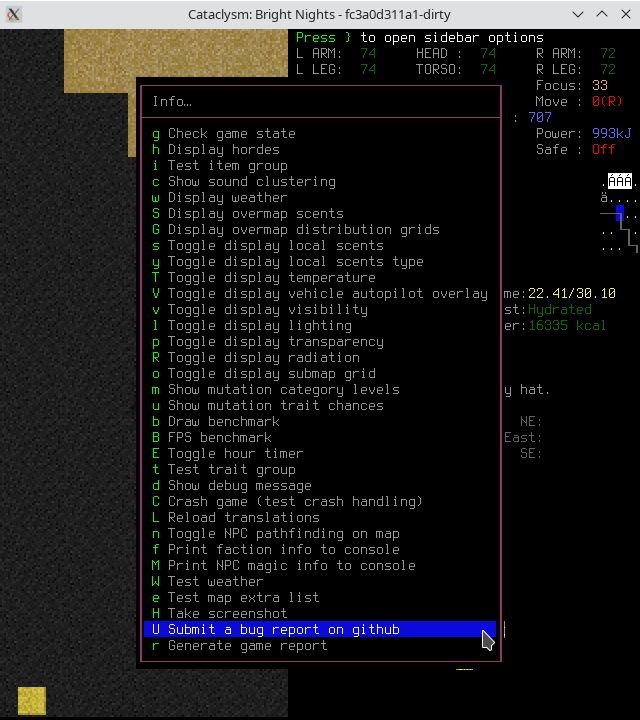 Cataclysm: Bright Nights - fc3a0d311a1-dirty
Press } to open sidebar options
L ARM: 74 HEAD : 74 R ARM: 72
L LEG: 74 TORSO: 74 R LEG: 72
Focus: 33
Info…
Move : 0(R)
: 707
g Check game state
Power: 993kJ
h Display hordes
Safe : Off
i Test item group
c Show sound clustering
.ÁÁÁ.
w Display weather
ä....
S Display overmap scents
G Display overmap distribution grids
s Toggle display local scents
y Toggle display local scents type
T Toggle display temperature
V Toggle display vehicle autopilot overlay
me:22.41/30.10
v Toggle display visibility
st:Hydrated
l Toggle display lighting
er:16335 kcal
p Toggle display transparency
R Toggle display radiation
o Toggle display submap grid
m Show mutation category levels
y hat.
u Show mutation trait chances
b Draw benchmark
NE:
B FPS benchmark
East:
E Toggle hour timer
SE:
t Test trait group
d Show debug message
C Crash game (test crash handling)
L Reload translations
n Toggle NPC pathfinding on map
f Print faction info to console
M Print NPC magic info to console
W Test weather
e Test map extra list
H Take screenshot
U Submit a bug report on github
r Generate game report